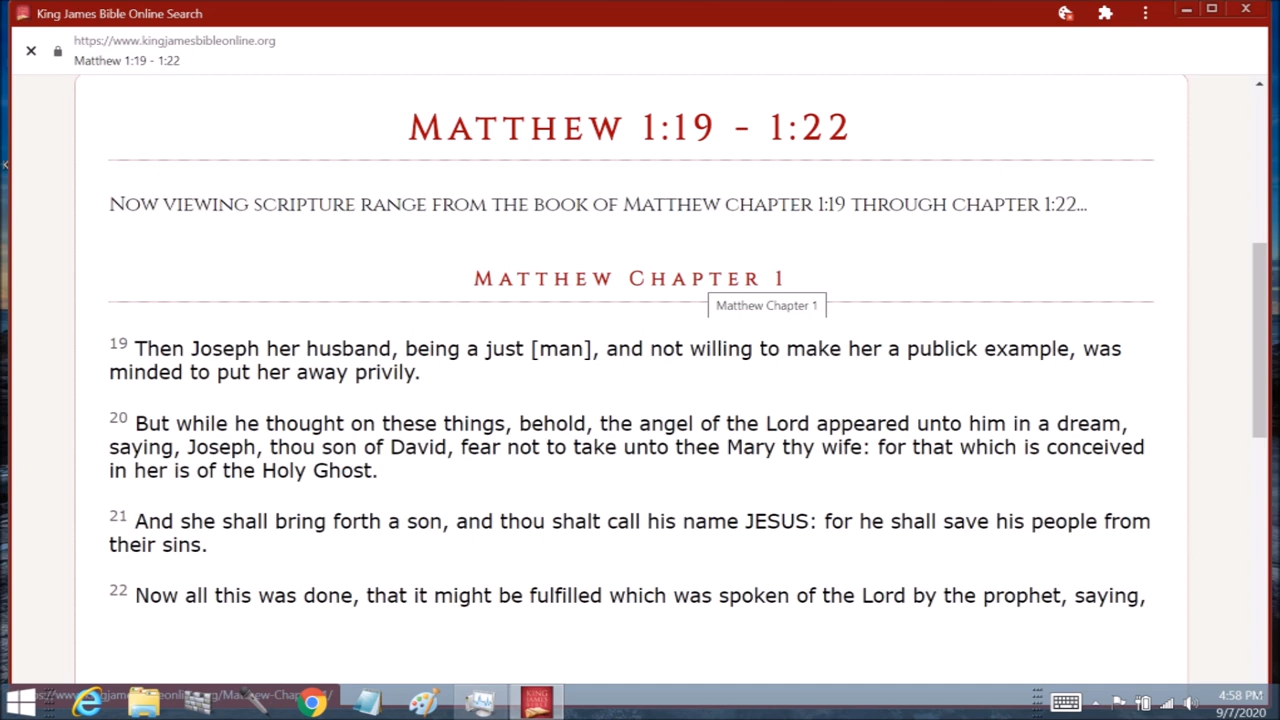 King James Bible Online Search
https://www.kingjamesbibleonline.org
Matthew 1:19 - 1:22
MATTHEW 1:19 - 1:22
NOW VIEWING SCRIPTURE RANGE FROM THE BOOK OF MATTHEW CHAPTER 1:19 THROUGH CHAPTER 1:22...
MATTHEW CHAPTER 1
Matthew Chapter 1
19 Then Joseph her husband, being a just [man], and not willing to make her a publick example, was
minded to put her away privily.
20 But while he thought on these things, behold, the angel of the Lord appeared unto him in a dream,
saying, Joseph, thou son of David, fear not to take unto thee Mary thy wife: for that which is conceived
in her is of the Holy Ghost.
21 And she shall bring forth a son, and thou shalt call his name JESUS: for he shall save his people from
their sins.
22 Now all this was done, that it might be fulfilled which was spoken of the Lord by the prophet, saying,
KING
JAMES
BIBLE
4:58 PM
9/7/2020